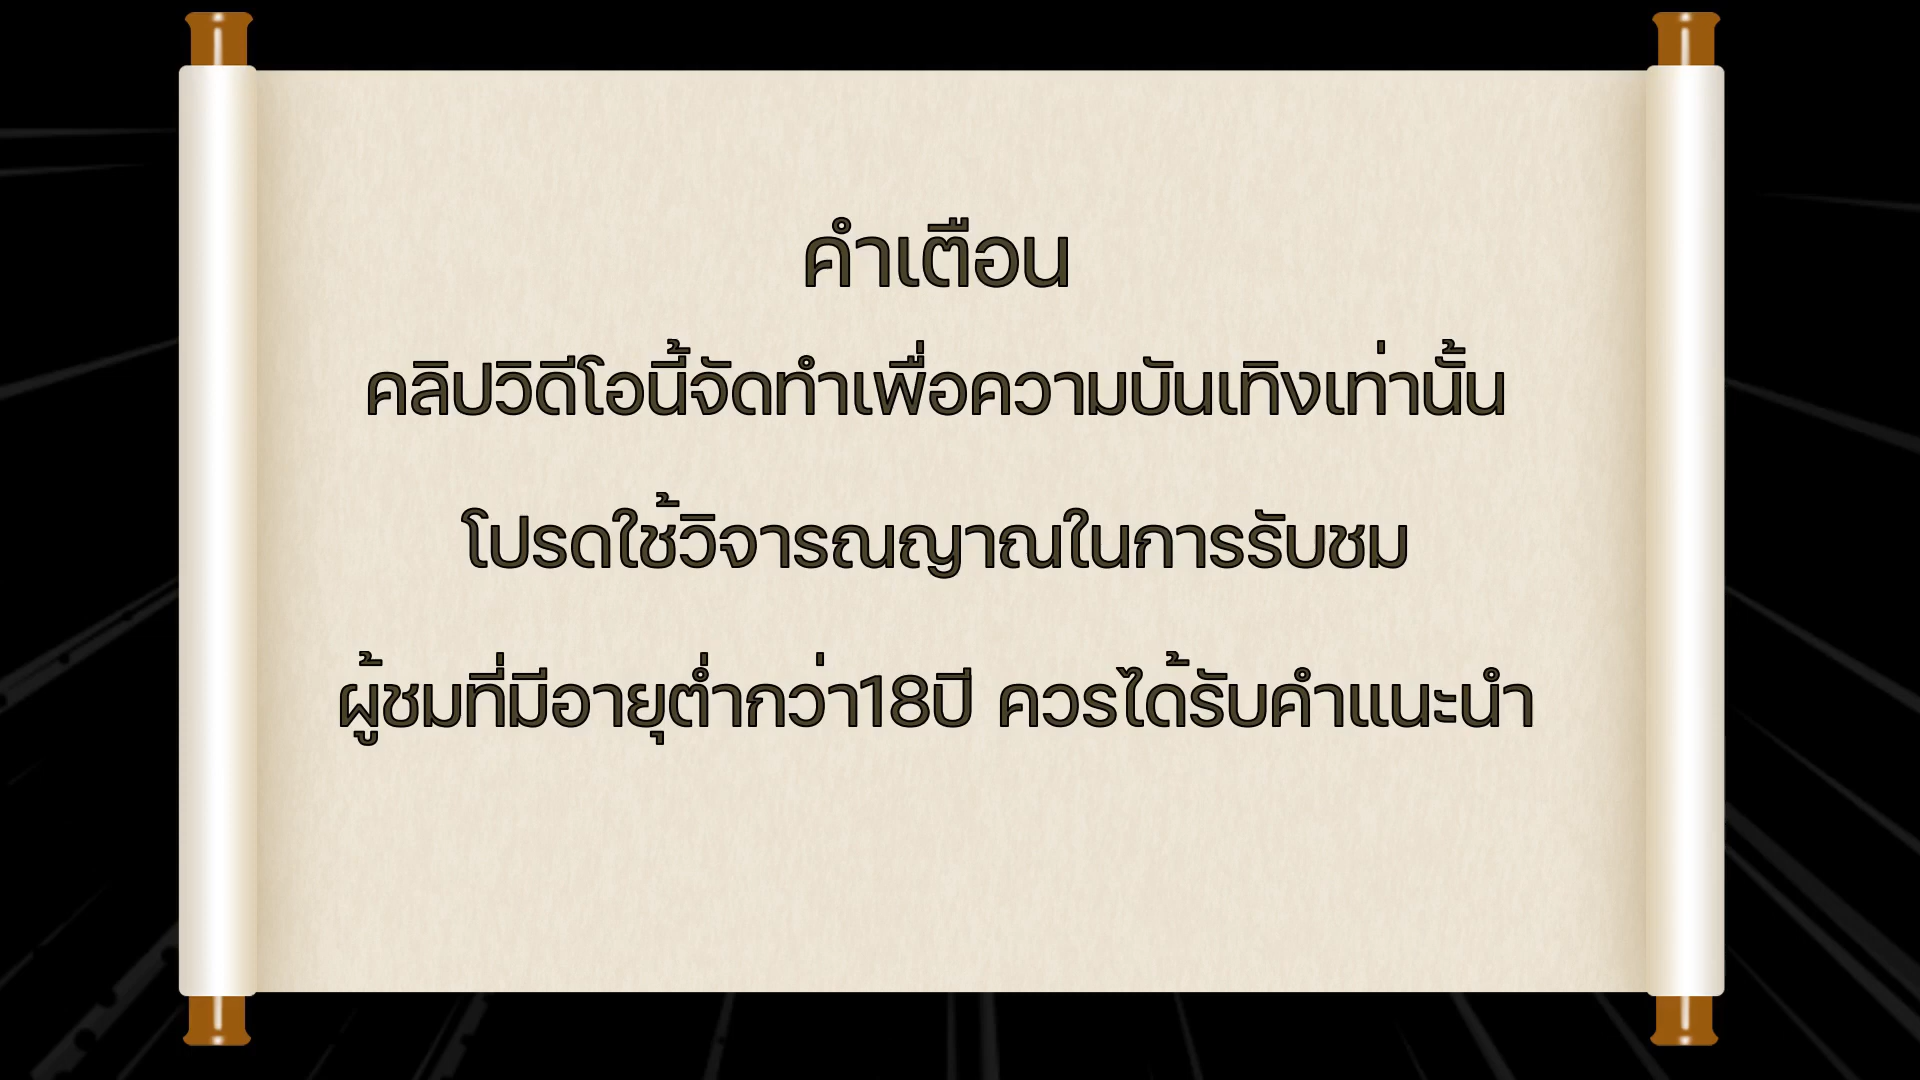 คำเตือน
คลิปวิดีโอนี้จัดทำเพื่อความบันเทิงเท่านั้น
โปรดใช้วิจารณญาณในการรับชม
ผู้ชมที่มีอายุต่ำกว่า18ปี ควรได้รับคำแนะนำ